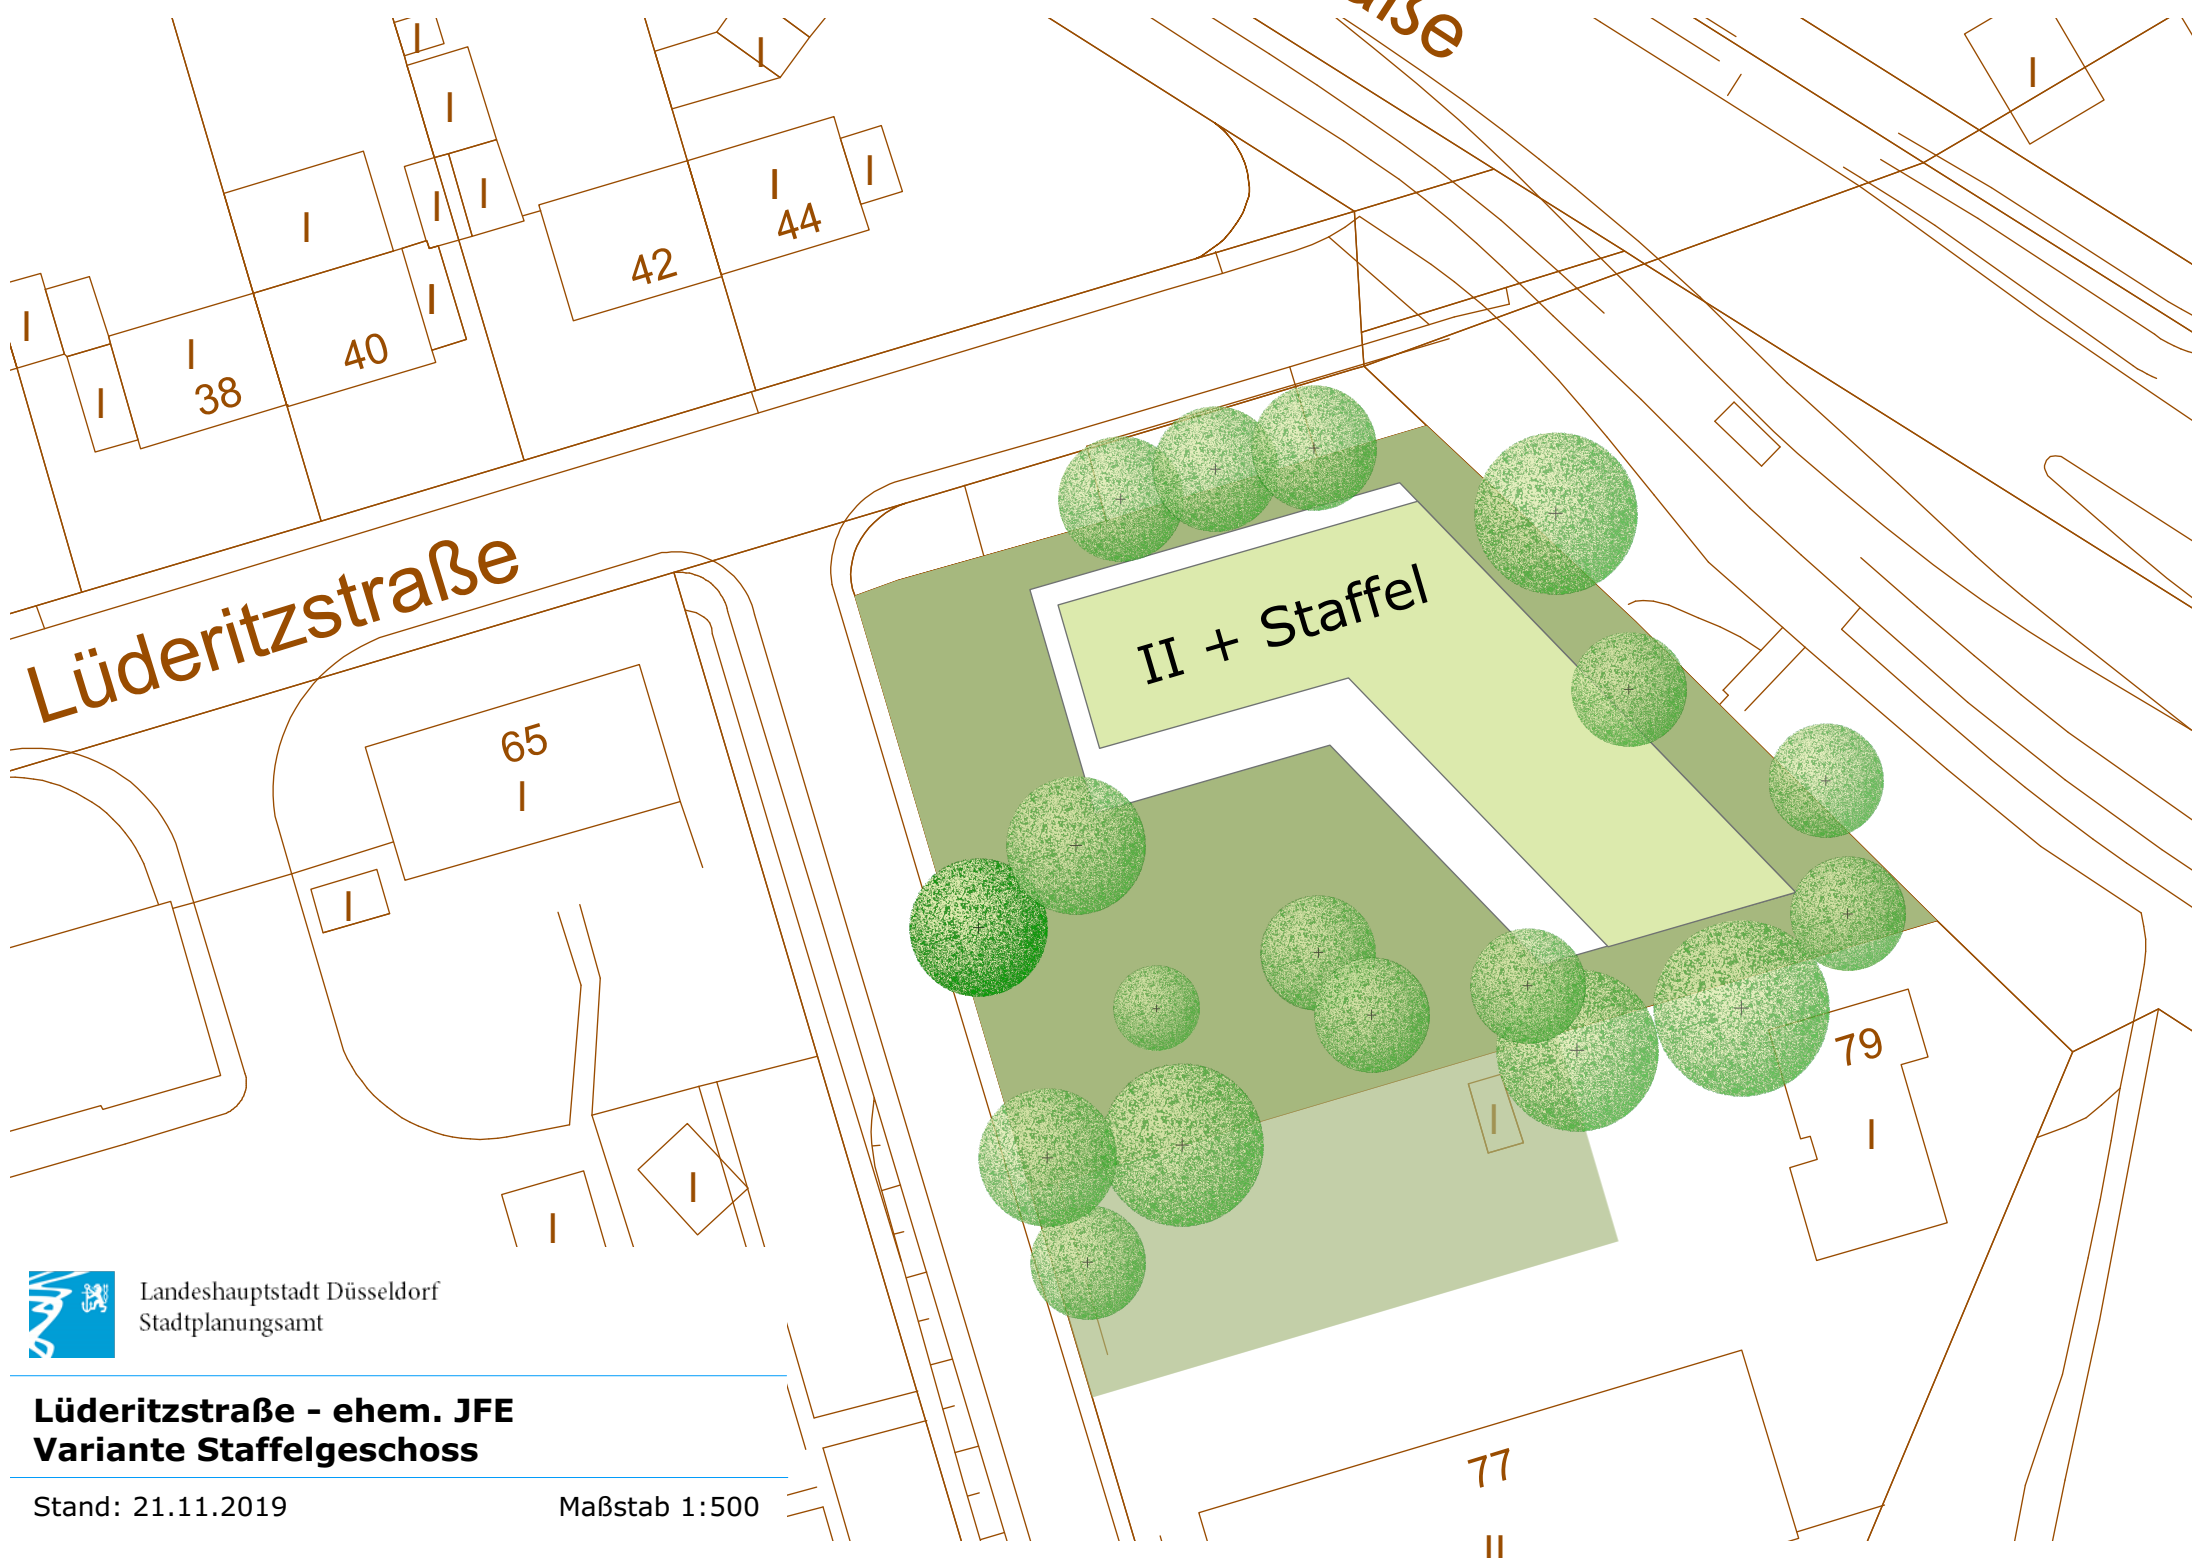 aße
I
I
I
I
I
I
I
44
I
I
42
I
I
I
40
I
38
I
Lüderitzstraße
II + Staffel
65
I
I
79
I
I
I
I
Landeshauptstadt Düsseldorf
Stadtplanungsamt
Lüderitzstraße - ehem. JFE
Variante Staffelgeschoss
Stand: 21.11.2019
Maßstab 1:500
77
II